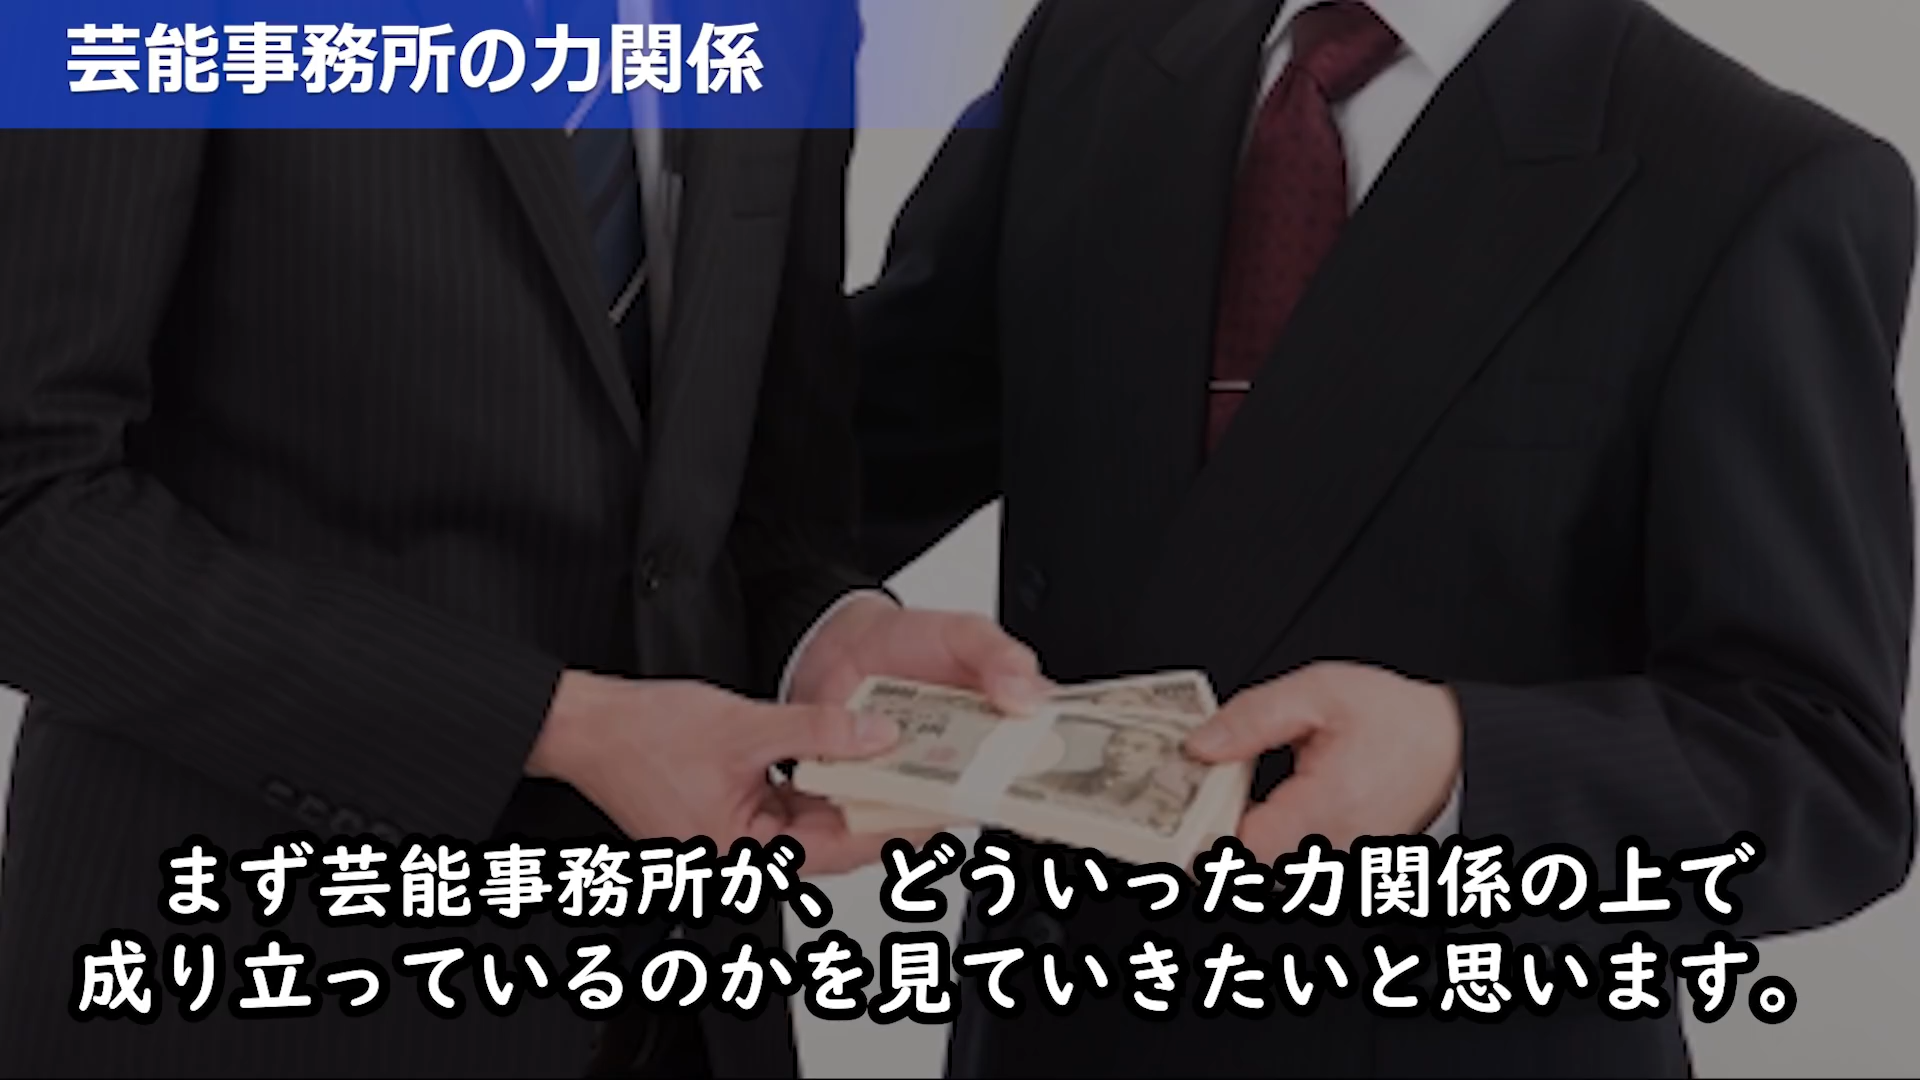 芸能事務所の力関係
まず芸能事務所が、どういった力関係の上で
成り立っているのかを見ていきたいと思います。